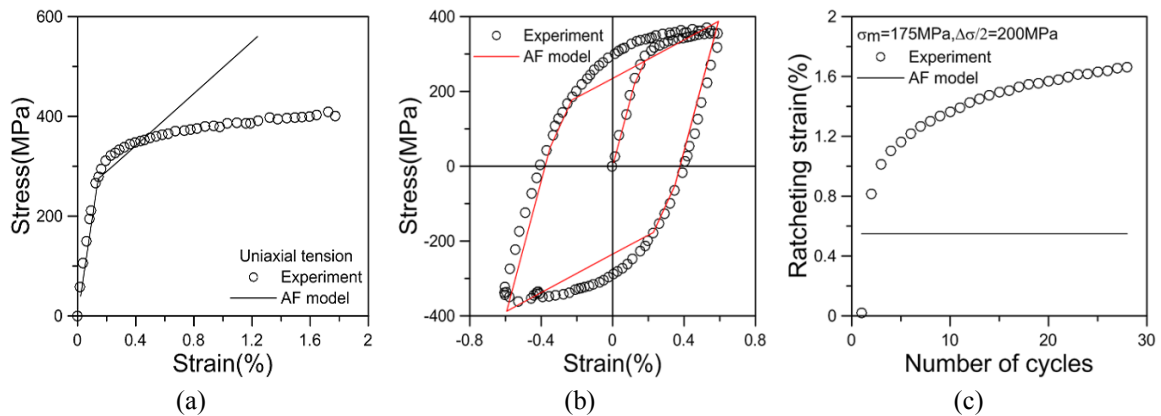 600
400
200
0
Stress(MPa)
Uniaxial tension
Experiment
AF model
0
0.4
0.8
1.2
1.6
2
Strain(%)
(a)
400
200
0
-200
-400
Stress(MPa)
Experiment
AF model
-0.8
-0.4
0.0
0.4
0.8
Strain(%)
(b)
2.0
1.6
1.2
0.8
0.4
0.0
Ratcheting strain(%)
σm=175MPa,Δσ/2=200MPa
Experiment
AF model
0
10
20
30
Number of cycles
(c)